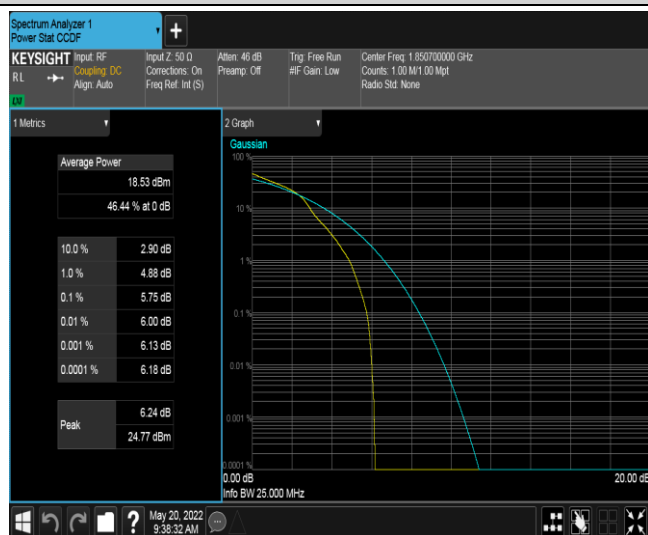 Spectrum Analyzer 1
Power Stat CCDF
KEYSIGHT
RL
Input: RF
Coupling: DC
Align: Auto
Input Z: 50 Ω
Corrections: On
Freq Ref: Int (S)
Atten: 46 dB
Preamp: Off
Trig: Free Run
#IF Gain: Low
Center Freq: 1.850700000 GHz
Counts: 1.00 M/1.00 Mpt
Radio Std: None
1 Metrics
Average Power
18.53 dBm
46.44 % at 0 dB
10.0 % 2.90 dB
1.0 % 4.88 dB
0.1 % 5.75 dB
0.01 % 6.00 dB
0.001 % 6.13 dB
0.0001 % 6.18 dB
Peak
6.24 dB
24.77 dBm
2 Graph
Gaussian
100 %
10 %
1 %
0.1 %
0.01 %
0.001 %
0.0001 %
0.00 dB
20.00 dB
Info BW 25.000 MHz
?
May 20, 2022
9:38:32 AM